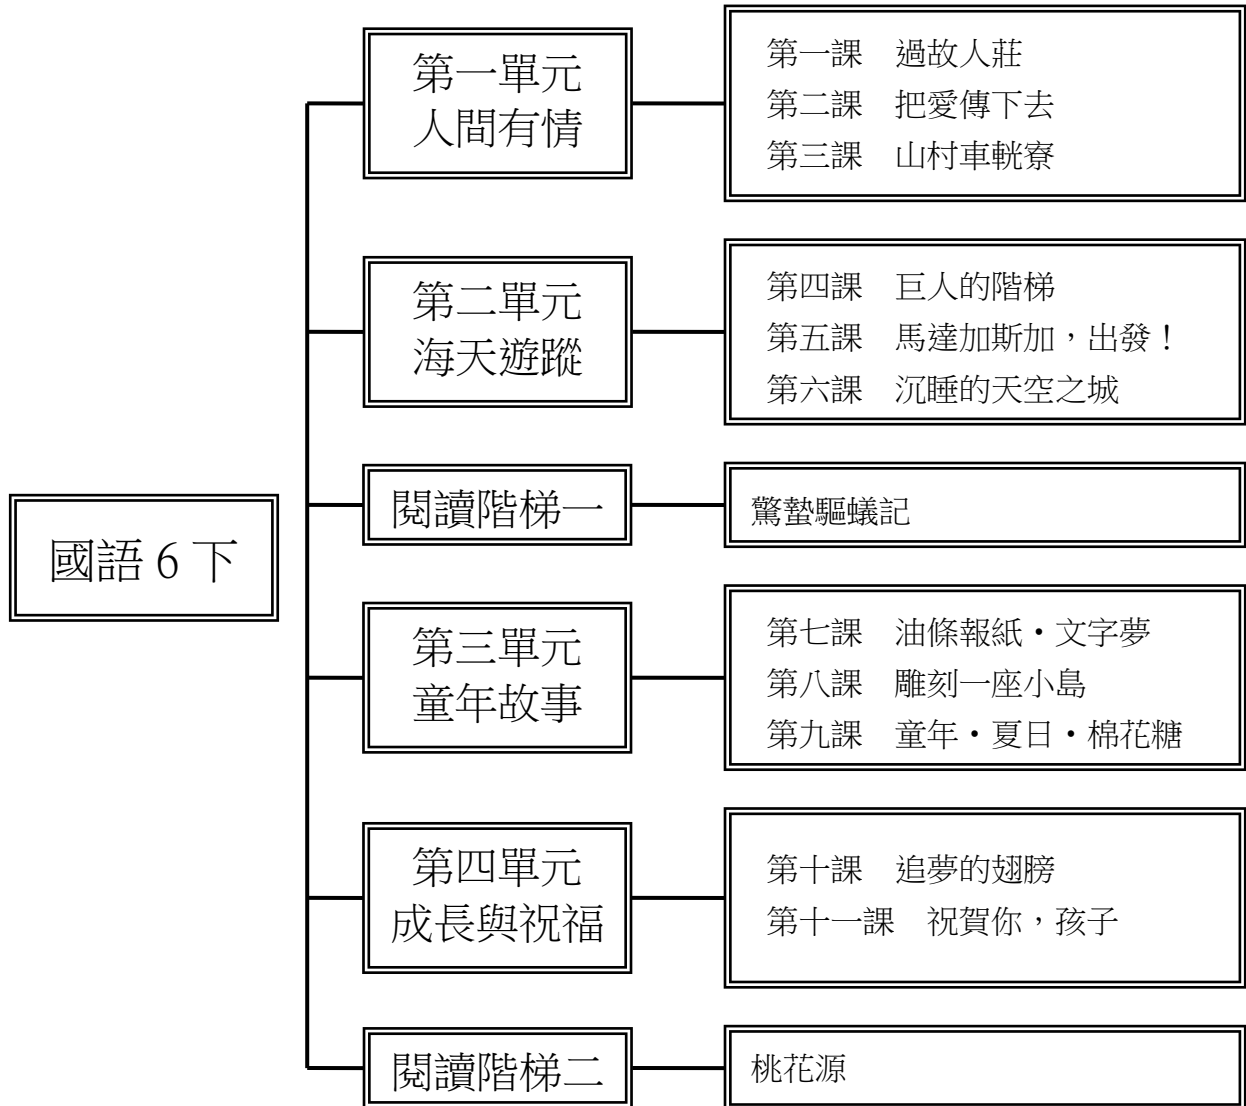 國語 6 下
第一單元
人間有情
第一課　過故人莊
第二課　把愛傳下去
第三課　山村車輄寮
第二單元
海天遊蹤
第四課　巨人的階梯
第五課　馬達加斯加，出發！
第六課　沉睡的天空之城
閱讀階梯一
驚蟄驅蟻記
第三單元
童年故事
第七課　油條報紙・文字夢
第八課　雕刻一座小島
第九課　童年・夏日・棉花糖
第四單元
成長與祝福
第十課　追夢的翅膀
第十一課　祝賀你，孩子
閱讀階梯二
桃花源